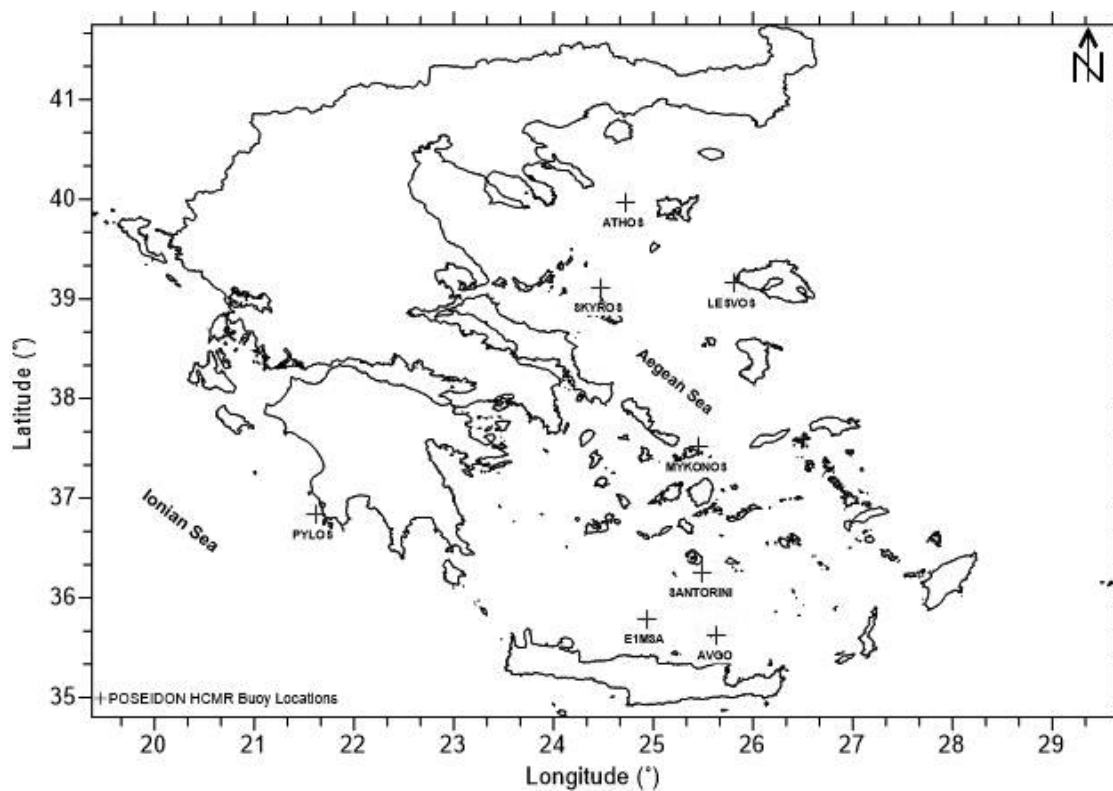 N
41
40
39
38
37
36
35
Latitude (°)
ATHOS
SKYROS
LESVOS
Aegean Sea
MYKONOS
Ionian Sea
PYLOS
SANTORINI
E1M3A
AVGO
POSEIDON HCMR Buoy Locations
20 21 22 23 24 25 26 27 28 29
Longitude (°)